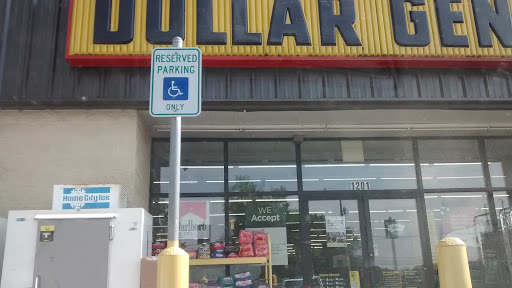 DOLLAR GEN
RESERVED
PARKING
ONLY
Home City Ice
WE
Accept
1201
Marlboro